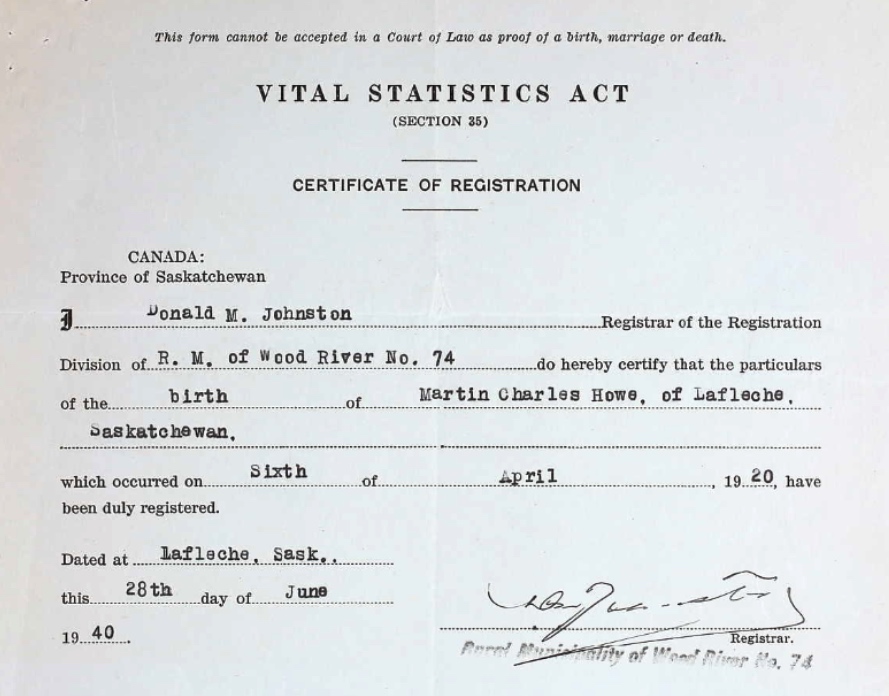 This form cannot be accepted in a Court of Law as proof of a birth, marriage or death.
VITAL STATISTICS ACT
(SECTION 35)
CERTIFICATE OF REGISTRATION
CANADA:
Province of Saskatchewan
I Donald M. Johnston Registrar of the Registration
Division of R. M. of Wood River No. 74 do hereby certify that the particulars
of the birth of Martin Charles Howe, of Lafleche,
Saskatchewan,
which occurred on Sixth of April, 1920, have
been duly registered.
Dated at Lafleche, Sask..
this 28th day of June
1940.
Registrar.
Rural Municipality of Wood River No. 74